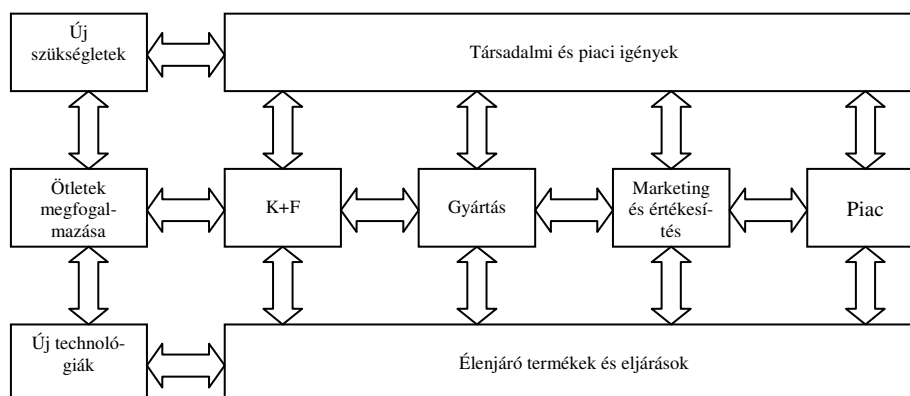 Új
szükségletek
Társadalmi és piaci igények
Ötletek
megfogal-
mazása
K+F
Gyártás
Marketing
és értékesí-
tés
Piac
Új technoló-
giák
Élenjáró termékek és eljárások